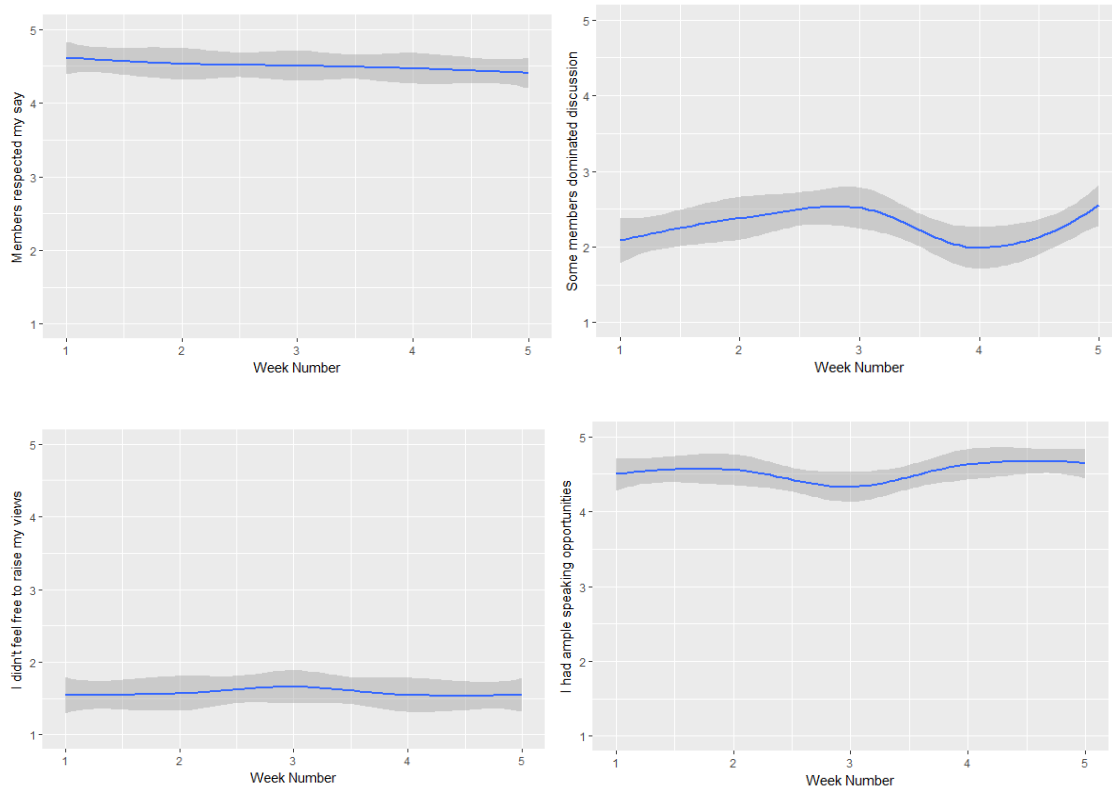 Members respected my say
5
4
3
2
1
1 2 3 4 5
Week Number
Some members dominated discussion
5
4
3
2
1
1 2 3 4 5
Week Number
I didn't feel free to raise my views
5
4
3
2
1
1 2 3 4 5
Week Number
I had ample speaking opportunities
5
4
3
2
1
1 2 3 4 5
Week Number